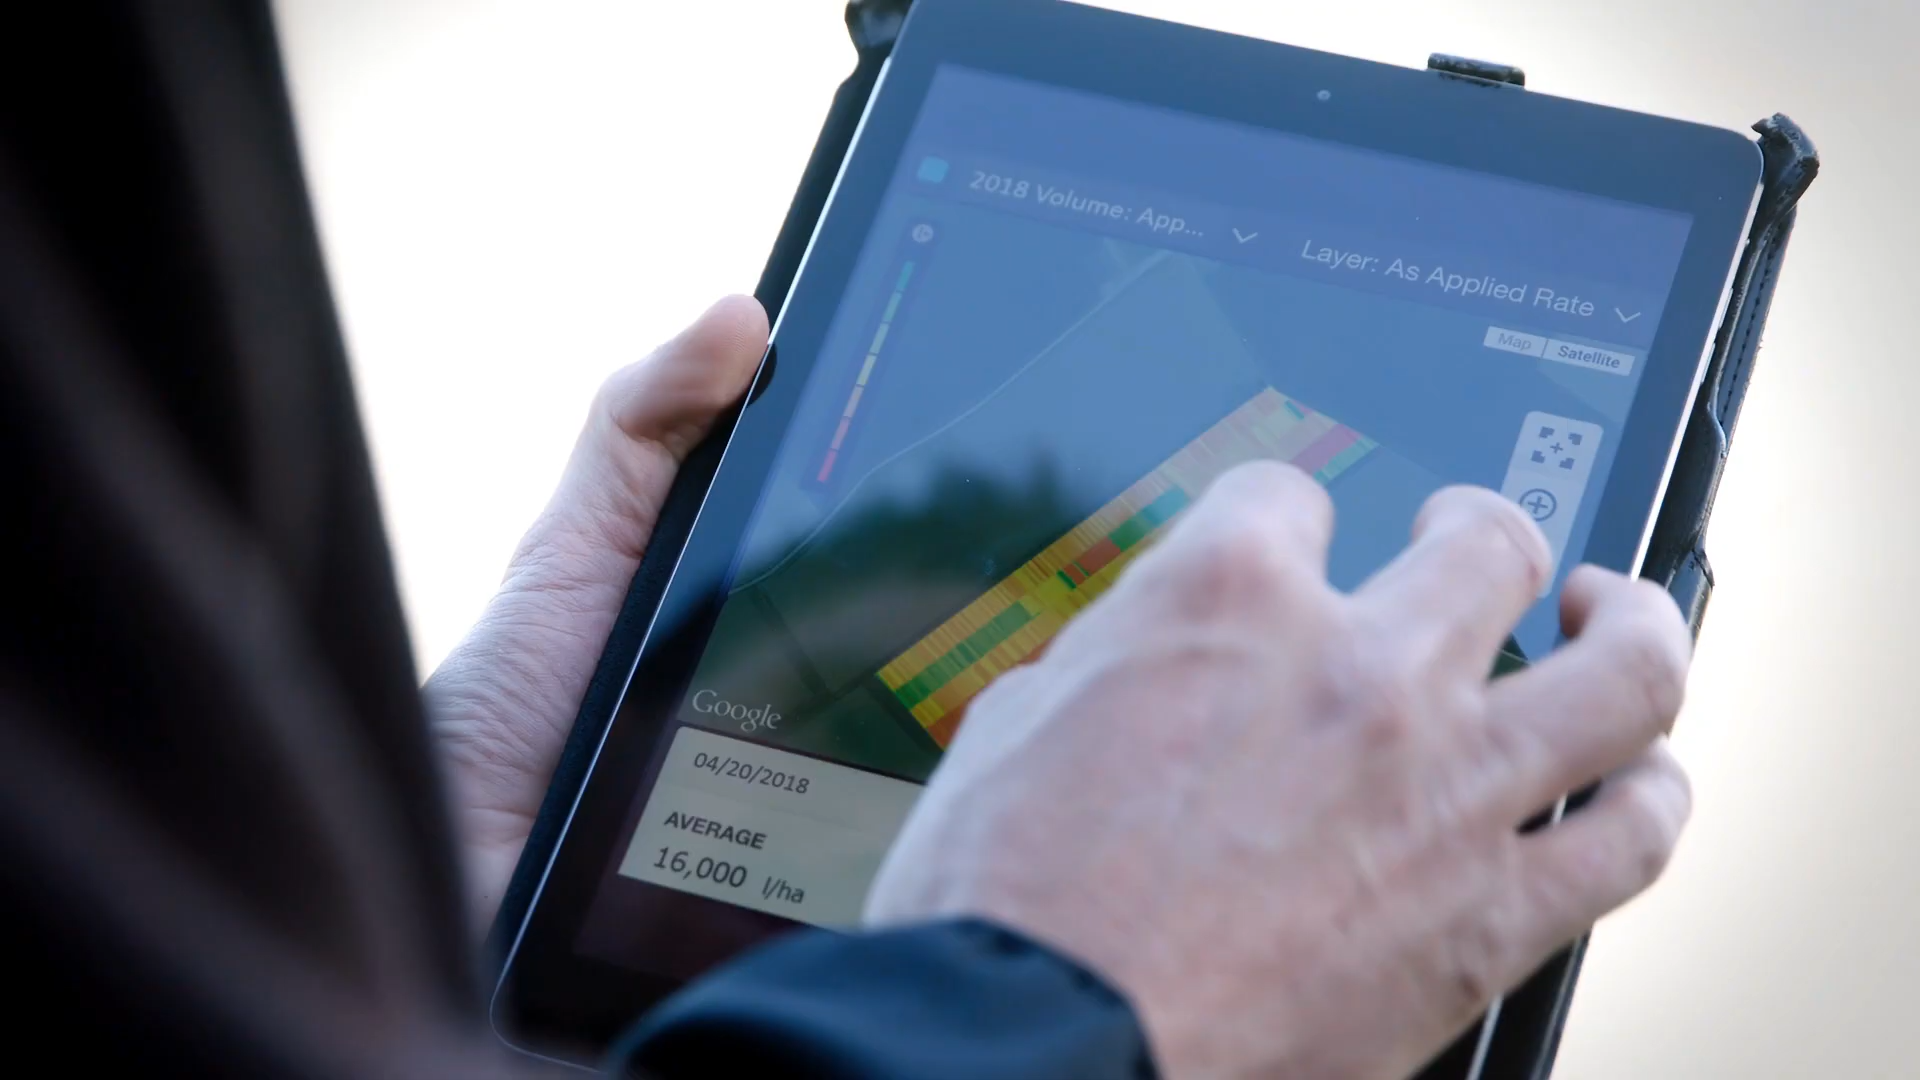 2018 Volume: App...
Layer: As Applied Rate
Map
Satellite
Google
04/20/2018
AVERAGE
16,000 l/ha